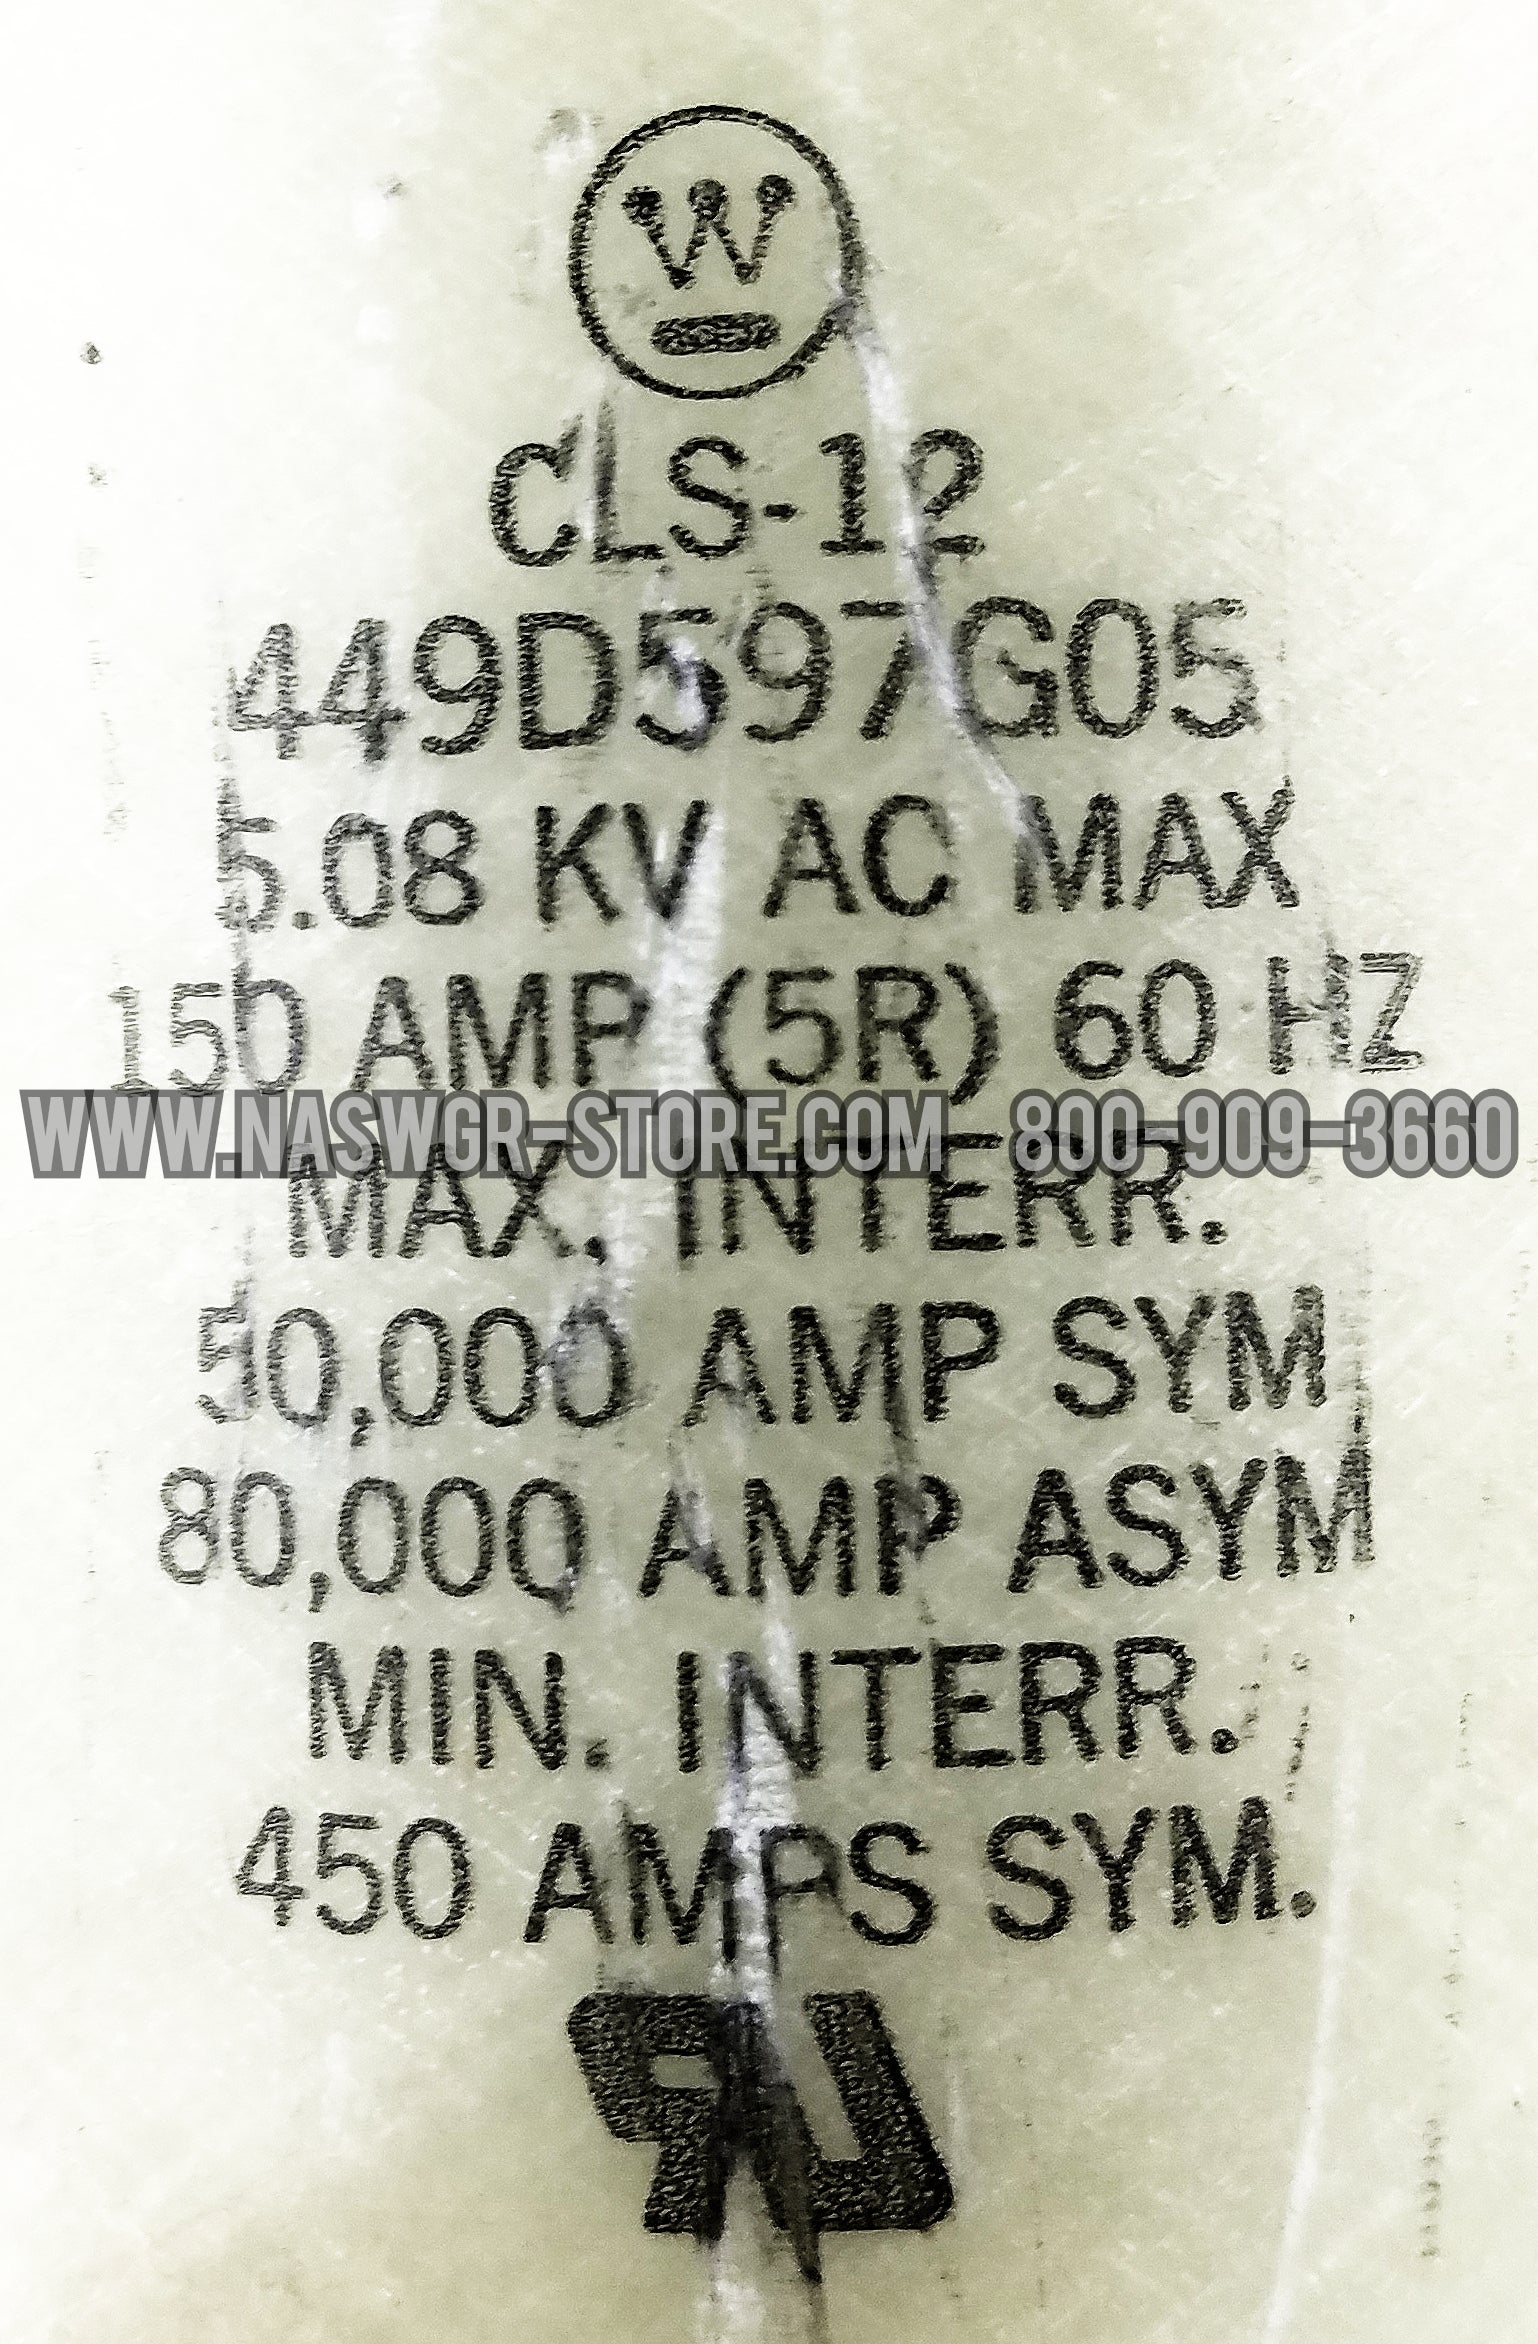 W
CLS-12
449D597G05
5.08 KV AC MAX
150 AMP (5R) 60 HZ
WWW.NASWGR-STORE.COM 800-909-3660
MAX. INTERR.
50,000 AMP SYM
80,000 AMP ASYM
MIN. INTERR.
450 AMPS SYM.
RU